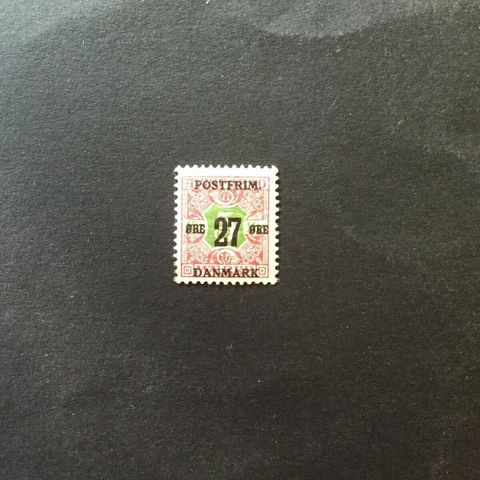 POSTFRIM.
ØRE 27 ØRE
DANMARK